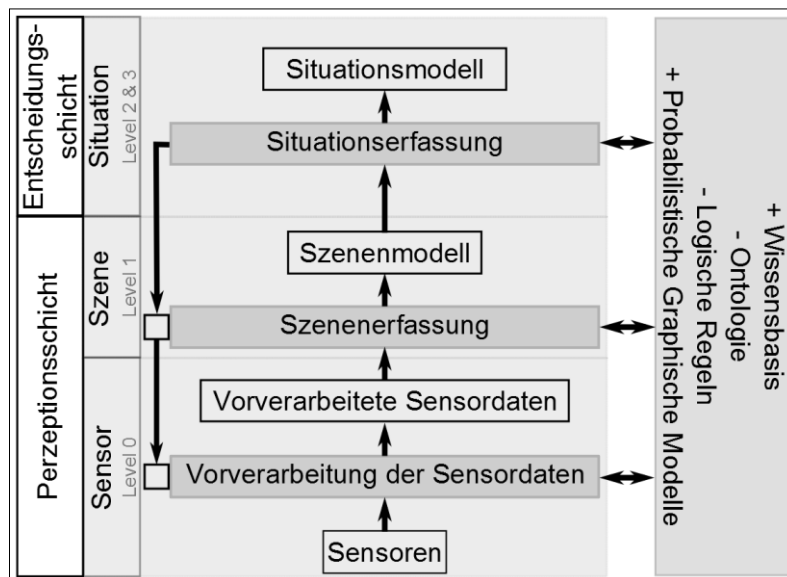 Entscheidungs-
schicht
Situation
Level 2 & 3
Situationsmodell
Situationserfassung
Perzeptionsschicht
Szene
Level 1
Szenenmodell
Szenenerfassung
Sensor
Level 0
Vorverarbeitete Sensordaten
Vorverarbeitung der Sensordaten
Sensoren
+ Wissensbasis
- Ontologie
- Logische Regeln
+ Probabilistische Graphische Modelle